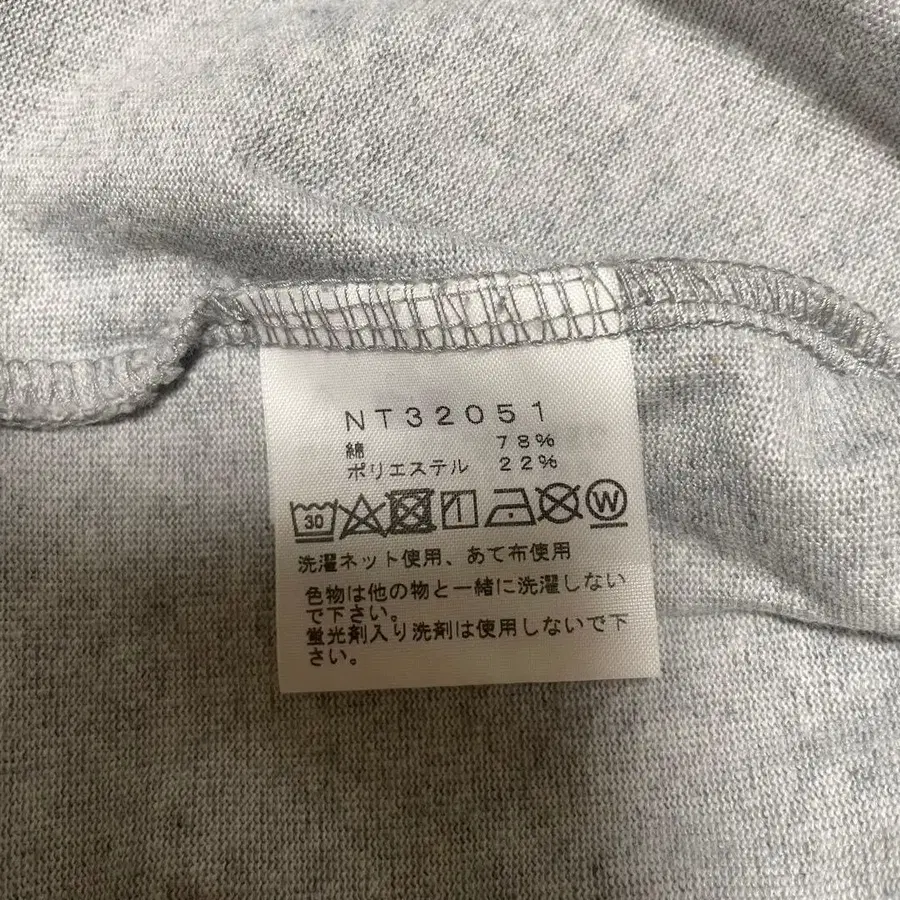 NT32051
綿 78%
ポリエステル 22%
30 W
洗濯ネット使用、あて布使用
色物は他の物と一緒に洗濯しない
で下さい。
蛍光剤入り洗剤は使用しないで下
さい。